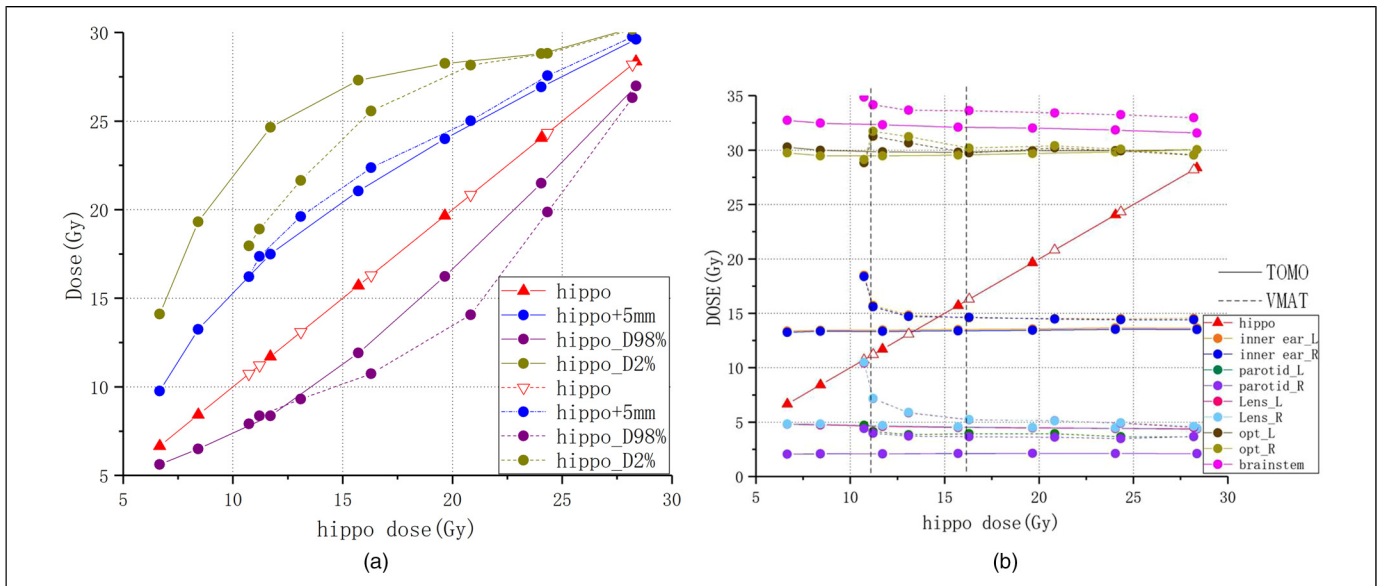 30
25
20
15
10
5
Dose(Gy)
5 10 15 20 25 30
hippo dose(Gy)
hippo
hippo+5mm
hippo_D98%
hippo_D2%
hippo
hippo+5mm
hippo_D98%
hippo_D2%
(a)
35
30
25
20
15
10
5
0
DOSE(Gy)
5 10 15 20 25 30
hippo dose(Gy)
TOMO
VMAT
hippo
inner ear_L
inner ear_R
parotid_L
parotid_R
Lens_L
Lens_R
opt_L
opt_R
brainstem
(b)